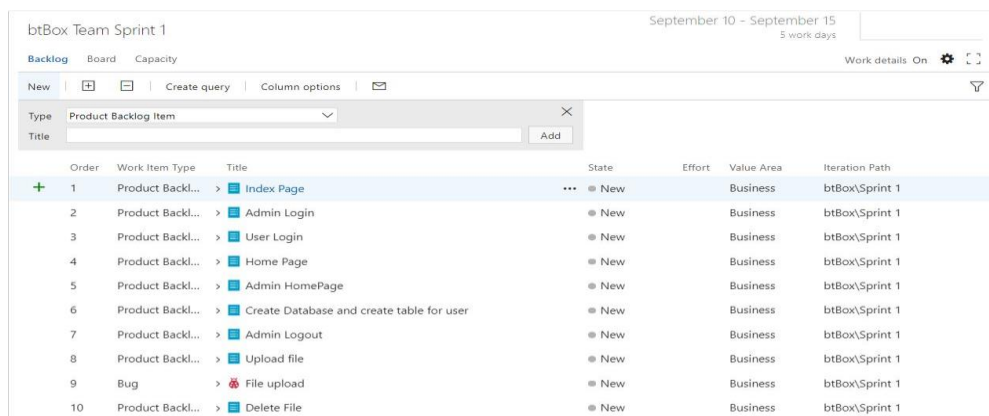 btBox Team Sprint 1
September 10 - September 15
5 work days
Backlog Board Capacity
Work details On
New Create query Column options
Type Product Backlog Item
Title Add
Order Work Item Type Title State Effort Value Area Iteration Path
1 Product Backl... Index Page ... New Business btBox\Sprint 1
2 Product Backl... Admin Login New Business btBox\Sprint 1
3 Product Backl... User Login New Business btBox\Sprint 1
4 Product Backl... Home Page New Business btBox\Sprint 1
5 Product Backl... Admin HomePage New Business btBox\Sprint 1
6 Product Backl... Create Database and create table for user New Business btBox\Sprint 1
7 Product Backl... Admin Logout New Business btBox\Sprint 1
8 Product Backl... Upload file New Business btBox\Sprint 1
9 Bug File upload New Business btBox\Sprint 1
10 Product Backl... Delete File New Business btBox\Sprint 1